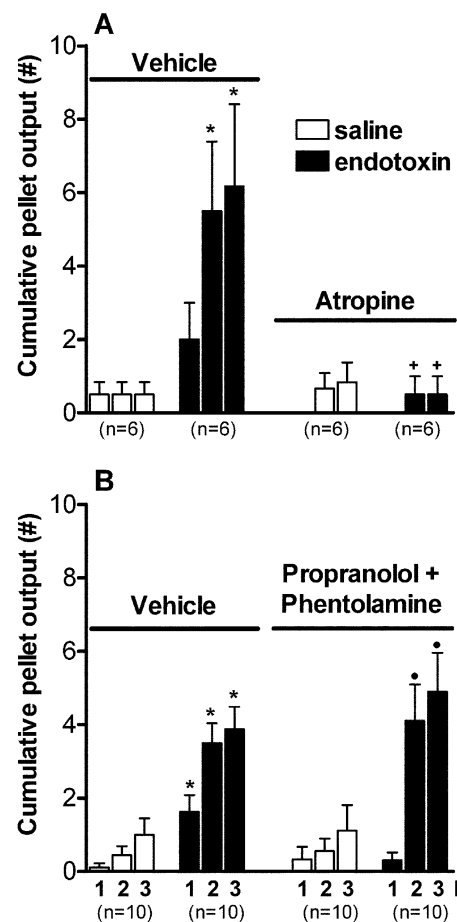 A
Cumulative pellet output (#)
10
8
6
4
2
0
Vehicle
* *
saline
endotoxin
Atropine
+ +
(n=6) (n=6) (n=6) (n=6)
B
Cumulative pellet output (#)
10
8
6
4
2
0
Vehicle
Propranolol +
Phentolamine
* * *
1 2 3 1 2 3 1 2 3 1 2 3
(n=10) (n=10) (n=10) (n=10)